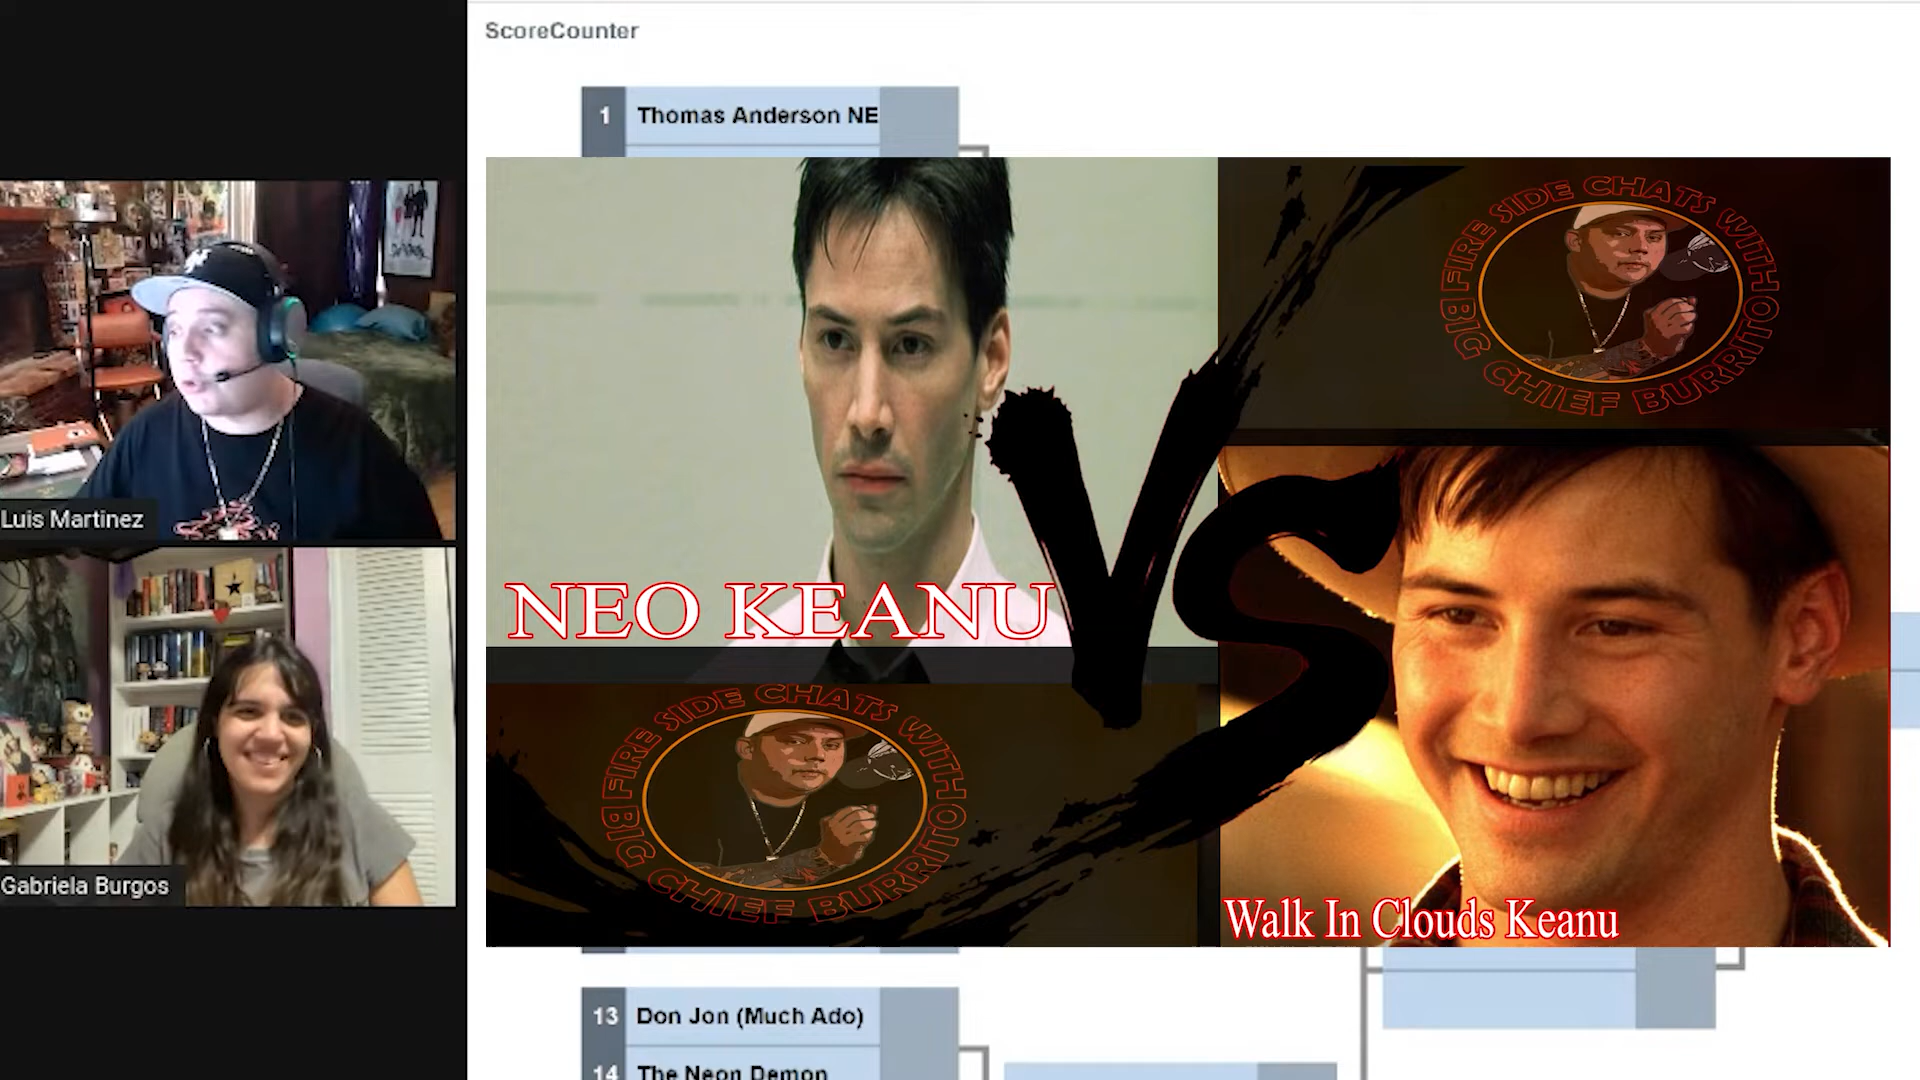 ScoreCounter
1 Thomas Anderson NE
FIRE SIDE CHATS WITH
BIG CHIEF BURRITO
Luis Martinez
NEO KEANU
VS
FIRE SIDE CHATS WITH
BIG CHIEF BURRITO
Gabriela Burgos
Walk In Clouds Keanu
13 Don Jon (Much Ado)
14 The Neon Demon